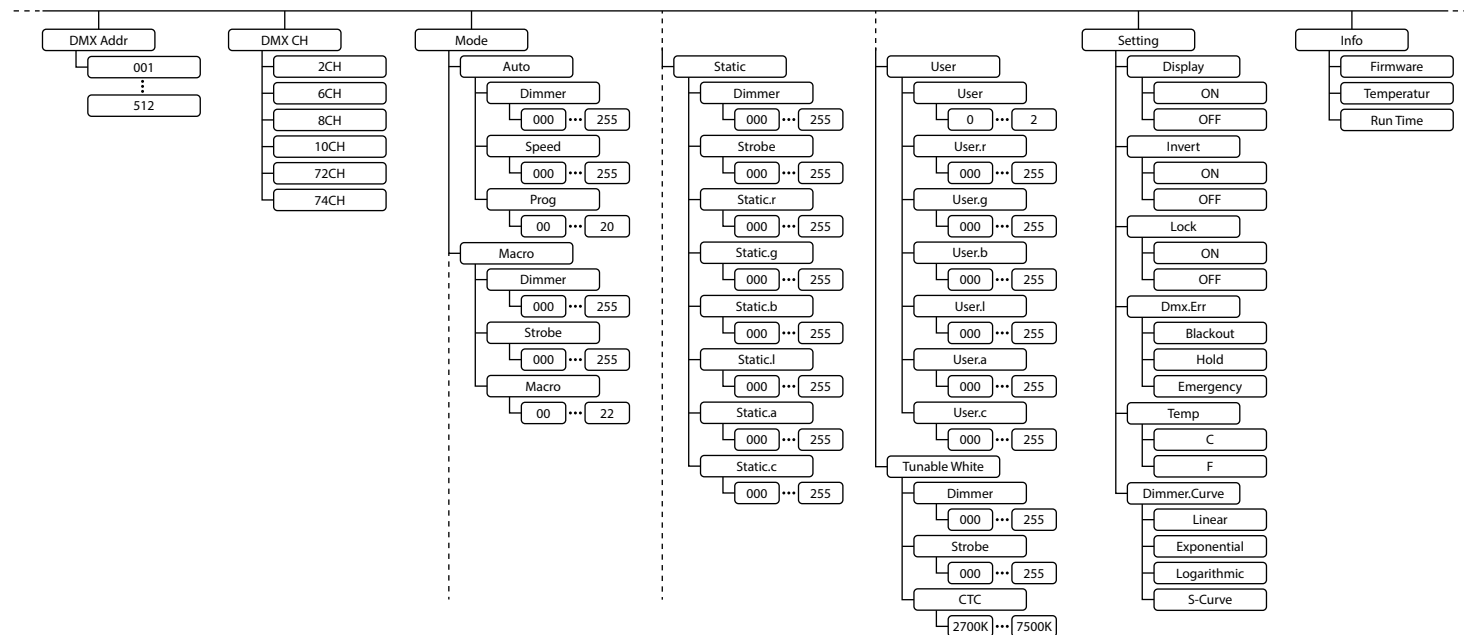 DMX Addr
001
512
DMX CH
2CH
6CH
8CH
10CH
72CH
74CH
Mode
Auto
Dimmer
000 ••• 255
Speed
000 ••• 255
Prog
00 ••• 20
Macro
Dimmer
000 ••• 255
Strobe
000 ••• 255
Macro
00 ••• 22
Static
Dimmer
000 ••• 255
Strobe
000 ••• 255
Static.r
000 ••• 255
Static.g
000 ••• 255
Static.b
000 ••• 255
Static.l
000 ••• 255
Static.a
000 ••• 255
Static.c
000 ••• 255
User
User
0 ••• 2
User.r
000 ••• 255
User.g
000 ••• 255
User.b
000 ••• 255
User.l
000 ••• 255
User.a
000 ••• 255
User.c
000 ••• 255
Tunable White
Dimmer
000 ••• 255
Strobe
000 ••• 255
CTC
2700K ••• 7500K
Setting
Display
ON
OFF
Invert
ON
OFF
Lock
ON
OFF
Dmx.Err
Blackout
Hold
Emergency
Temp
C
F
Dimmer.Curve
Linear
Exponential
Logarithmic
S-Curve
Info
Firmware
Temperatur
Run Time